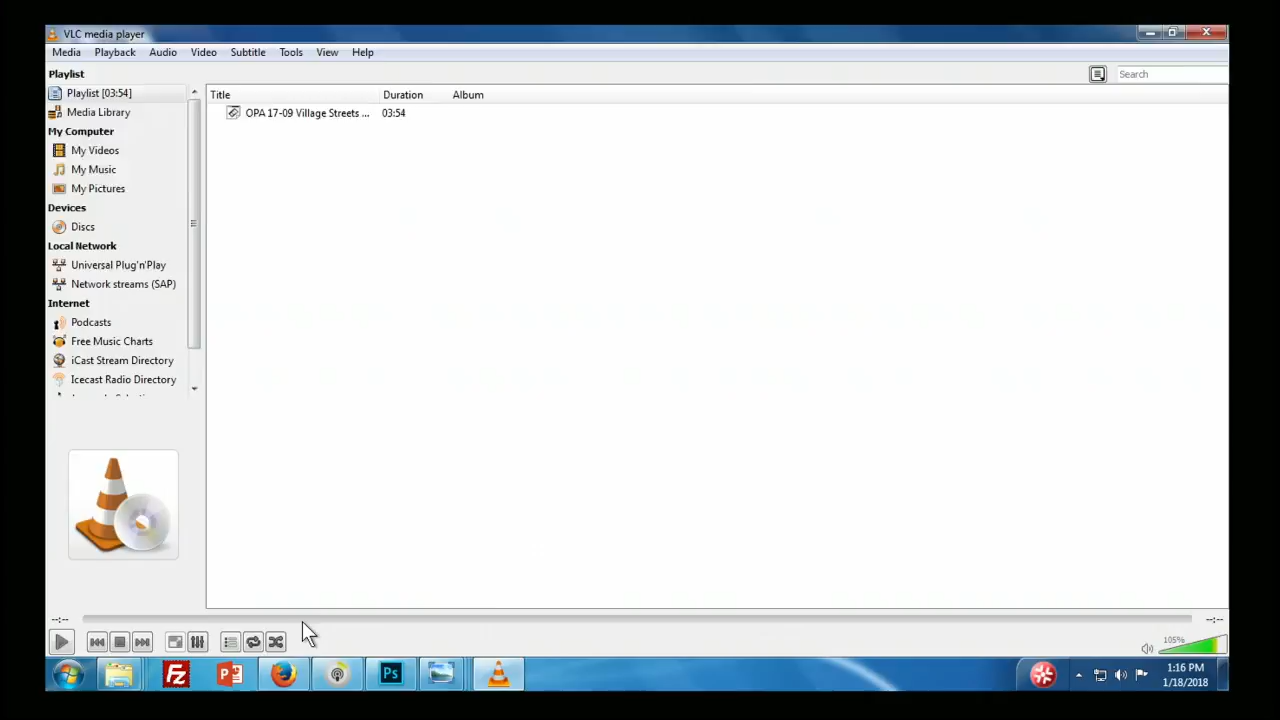 VLC media player
Media Playback Audio Video Subtitle Tools View Help
Playlist
Search
Playlist [03:54]
Media Library
My Computer
My Videos
My Music
My Pictures
Devices
Discs
Local Network
Universal Plug'n'Play
Network streams (SAP)
Internet
Podcasts
Free Music Charts
iCast Stream Directory
Icecast Radio Directory
Title Duration Album
OPA 17-09 Village Streets ... 03:54
--:-- --:--
105%
Fz P Ps
1:16 PM
1/18/2018